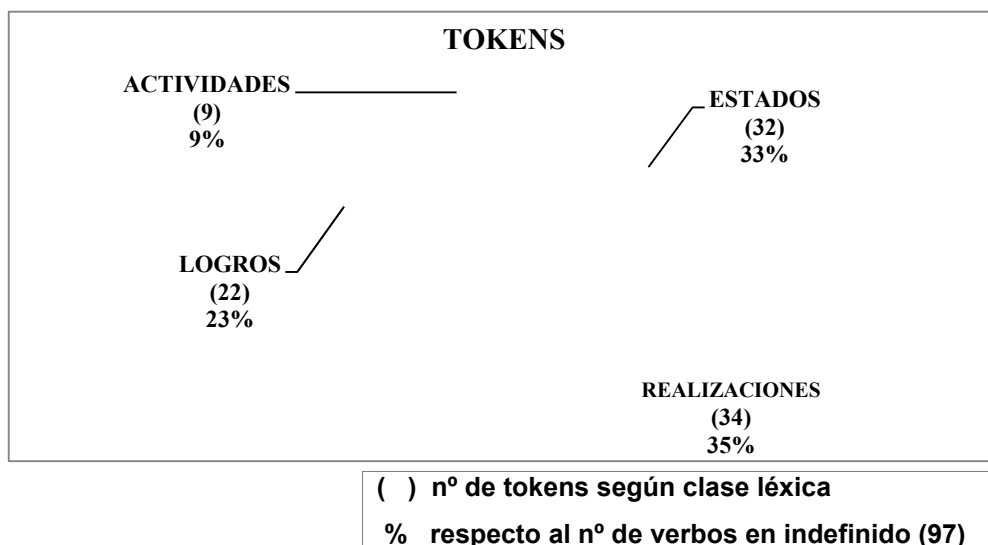 TOKENS
ACTIVIDADES
(9)
9%
ESTADOS
(32)
33%
LOGROS
(22)
23%
REALIZACIONES
(34)
35%
( ) nº de tokens según clase léxica
% respecto al nº de verbos en indefinido (97)